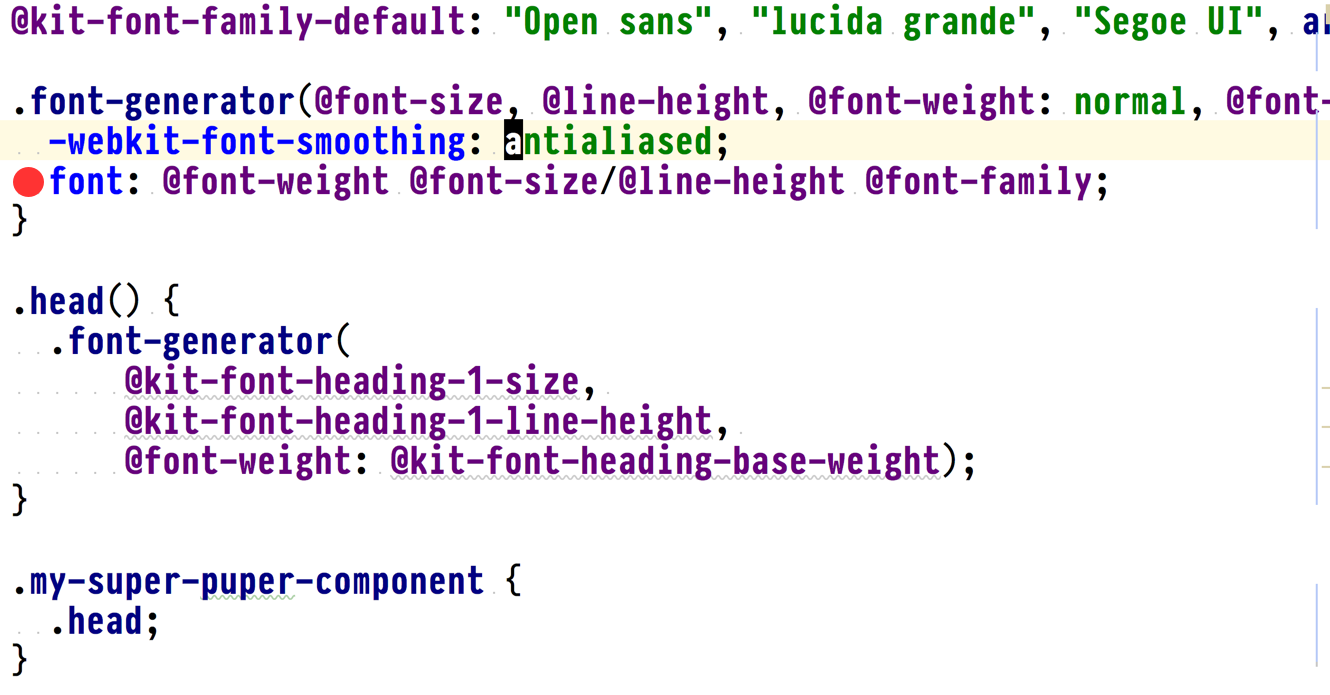 @kit-font-family-default: "Open sans", "lucida grande", "Segoe UI",
.font-generator(@font-size, @line-height, @font-weight: normal, @font-
-webkit-font-smoothing: antialiased;
font: @font-weight @font-size/@line-height @font-family;
}
.head() {
.font-generator(
@kit-font-heading-1-size,
@kit-font-heading-1-line-height,
@font-weight: @kit-font-heading-base-weight);
}
.my-super-puper-component {
.head;
}